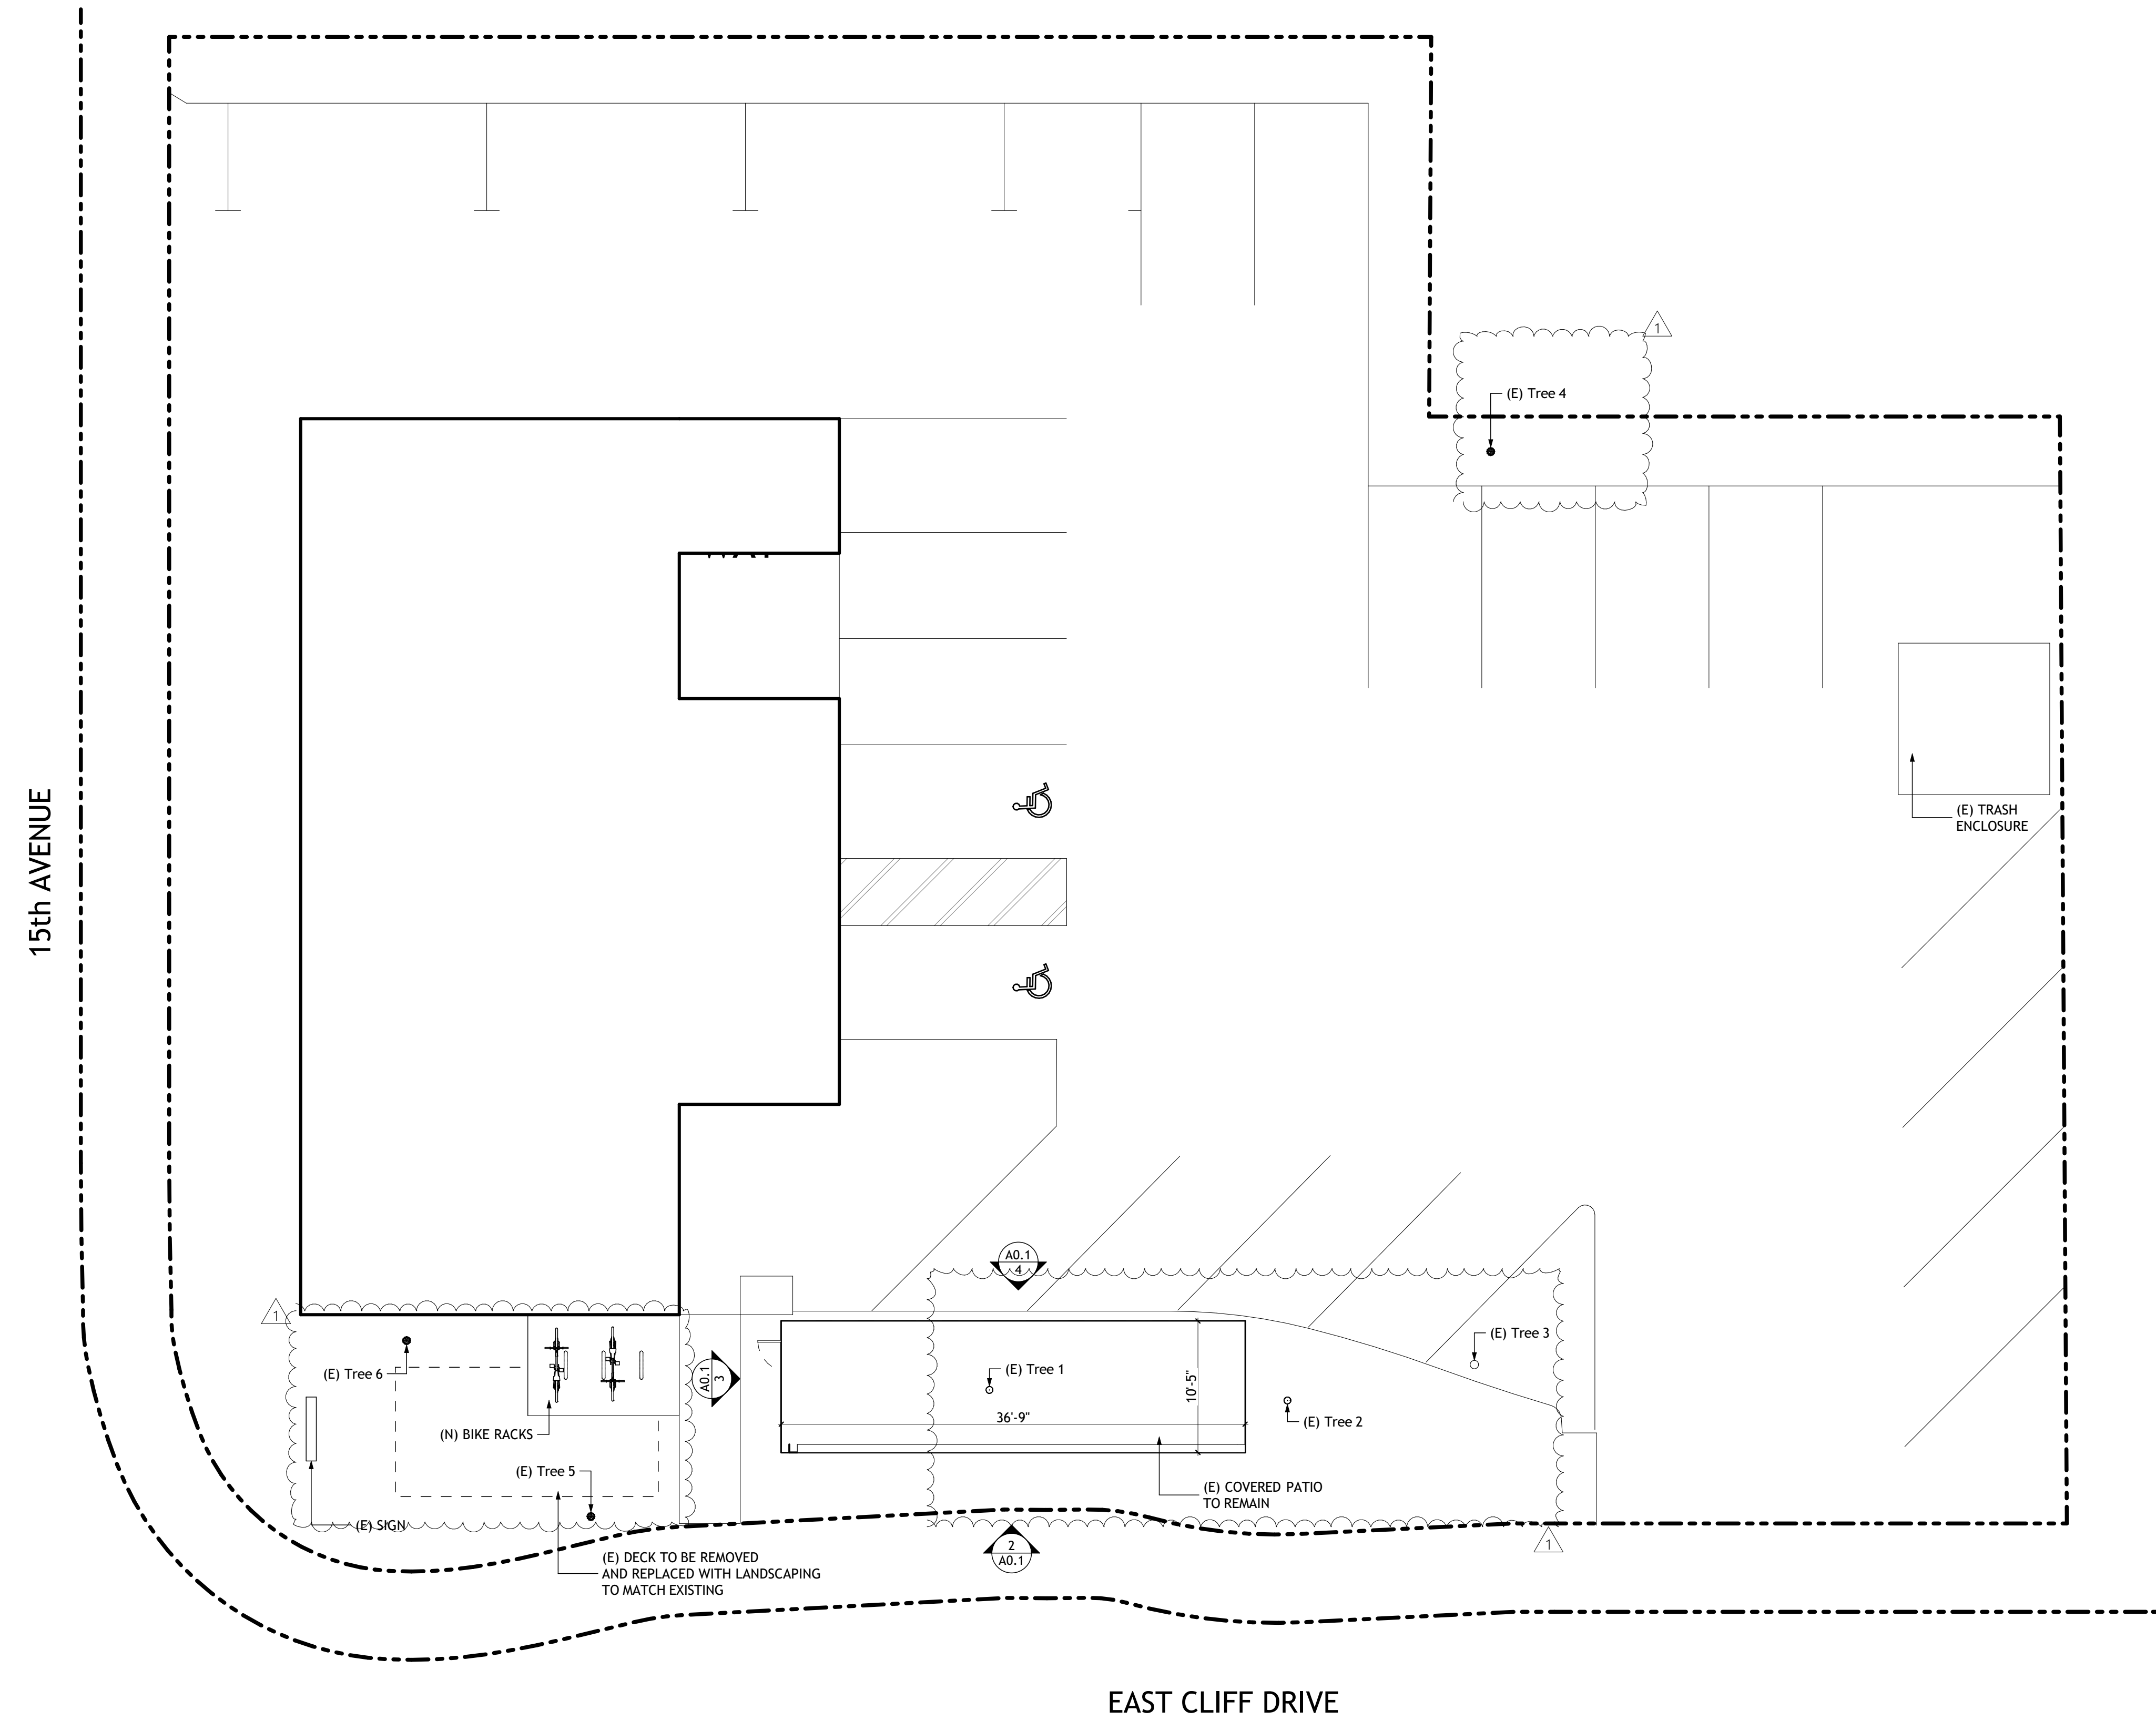 1
(E) Tree 4
15th AVENUE
(E) TRASH
ENCLOSURE
A0.1
4
1
(E) Tree 3
(E) Tree 6
A0.1
3
(E) Tree 1
10'-5"
36'-9"
(E) Tree 2
(N) BIKE RACKS
(E) Tree 5
(E) COVERED PATIO
TO REMAIN
(E) SIGN
1
2
A0.1
(E) DECK TO BE REMOVED
AND REPLACED WITH LANDSCAPING
TO MATCH EXISTING
EAST CLIFF DRIVE